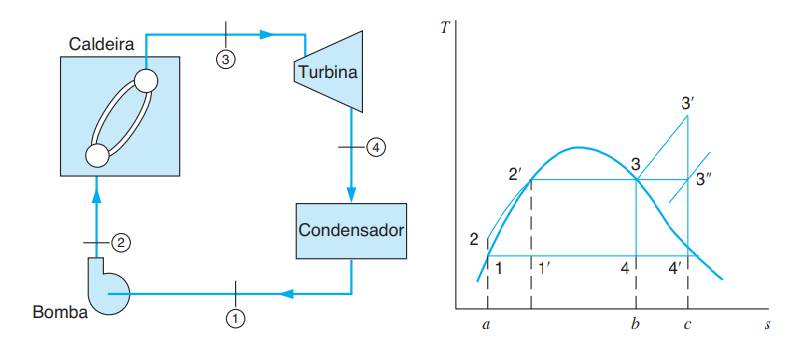 Caldeira
3
Turbina
4
Condensador
2
Bomba
1
T
3′
3
2′
3″
2
1
1′
4
4′
a
b
c
s